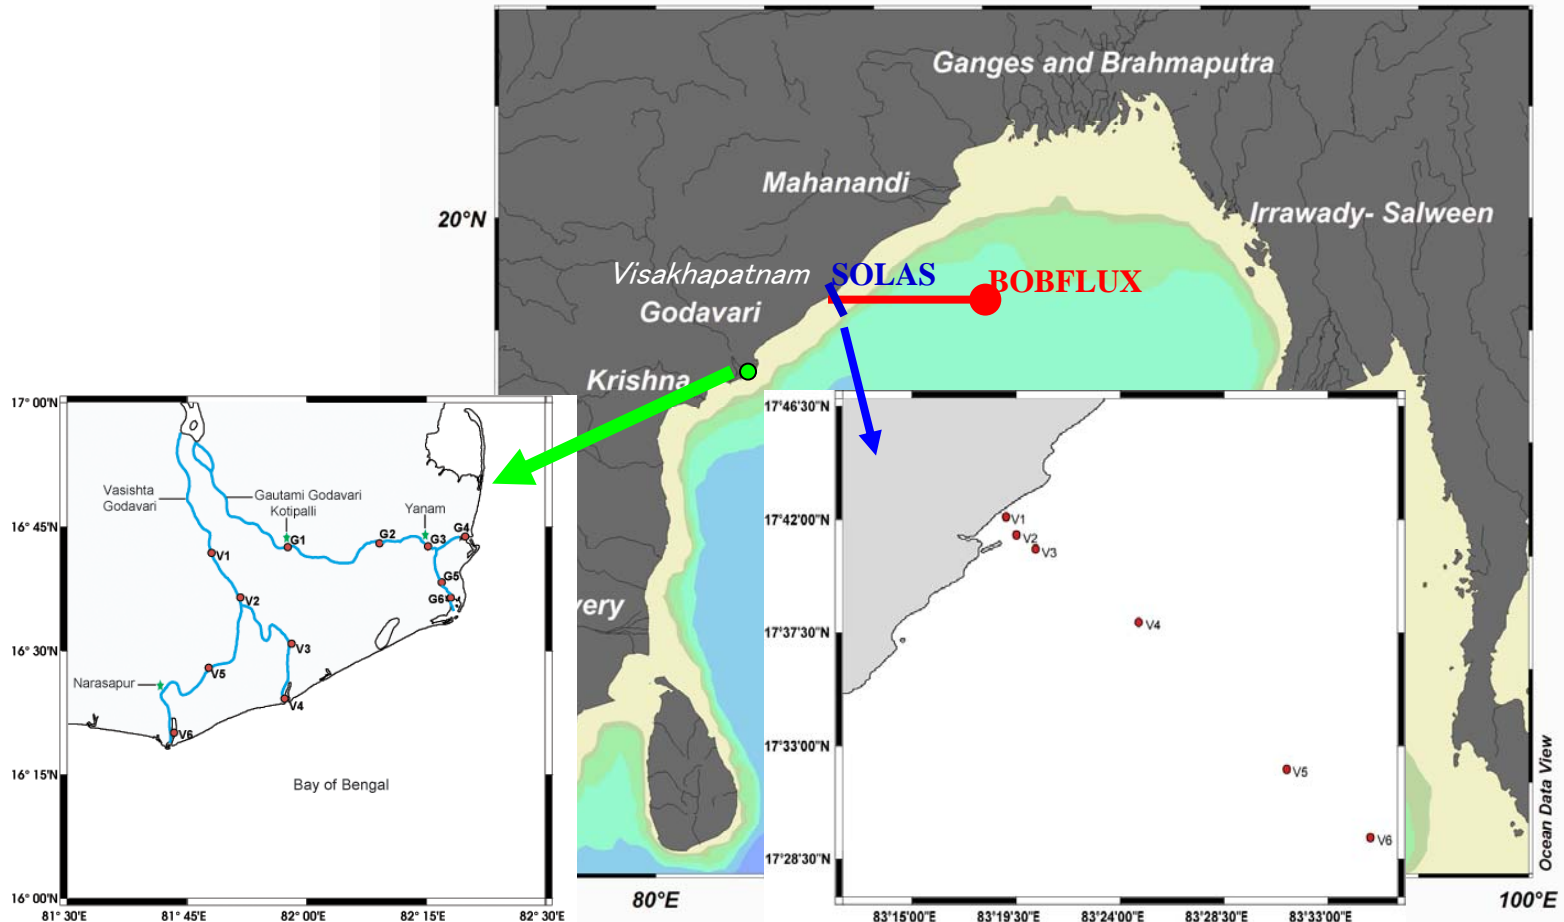 Ganges and Brahmaputra
Mahanandi
Irrawady- Salween
20°N
Visakhapatnam
SOLAS
BOBFLUX
Godavari
Krishna
very
80°E
100°E
Ocean Data View
17° 00'N
16° 45'N
16° 30'N
16° 15'N
16° 00'N
81° 30'E
81° 45'E
82° 00'E
82° 15'E
82° 30'E
Vasishta
Godavari
Gautami Godavari
Kotipalli
Yanam
G1
G2
G3
G4
G5
G6
V1
V2
V3
V4
V5
V6
Narasapur
Bay of Bengal
17°46'30"N
17°42'00"N
17°37'30"N
17°33'00"N
17°28'30"N
83°15'00"E
83°19'30"E
83°24'00"E
83°28'30"E
83°33'00"E
V1
V2
V3
V4
V5
V6